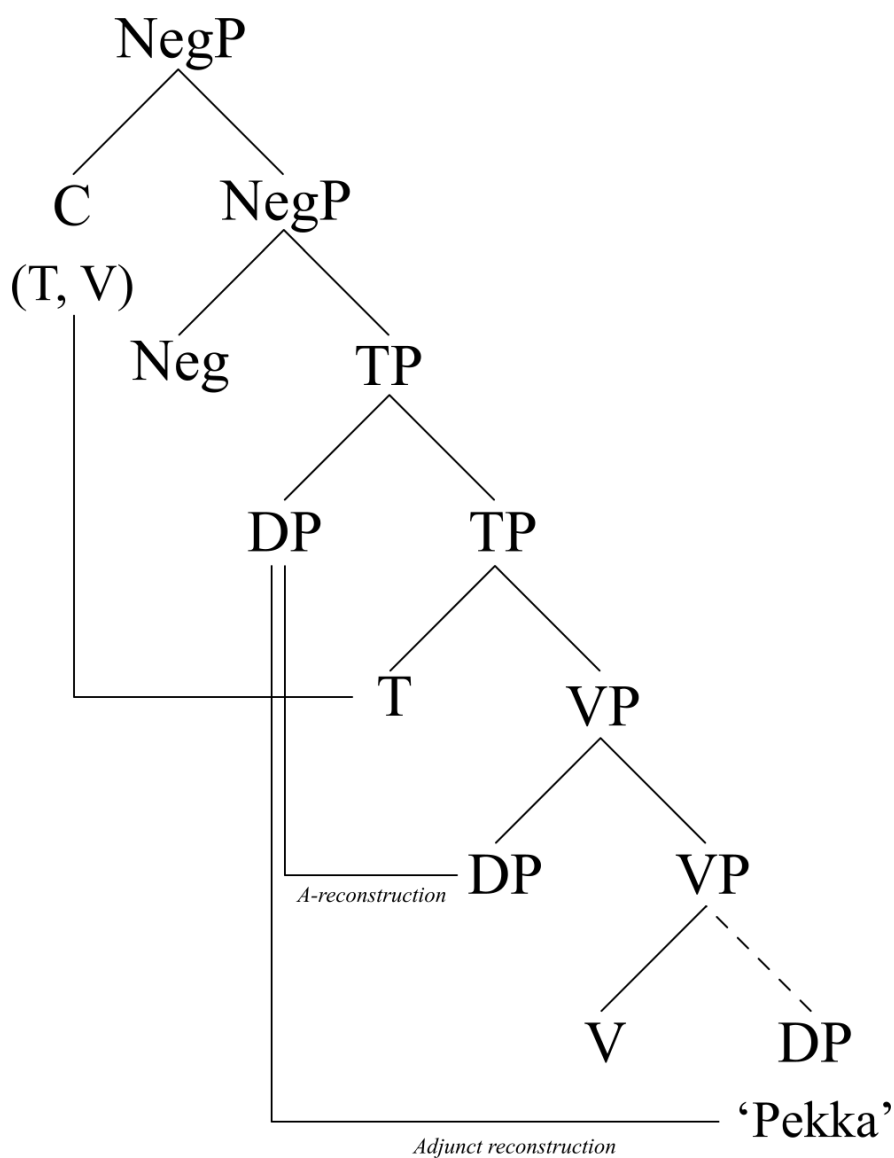 NegP
C NegP
(T, V)
Neg TP
DP TP
T VP
DP VP
A-reconstruction
V DP
‘Pekka’
Adjunct reconstruction